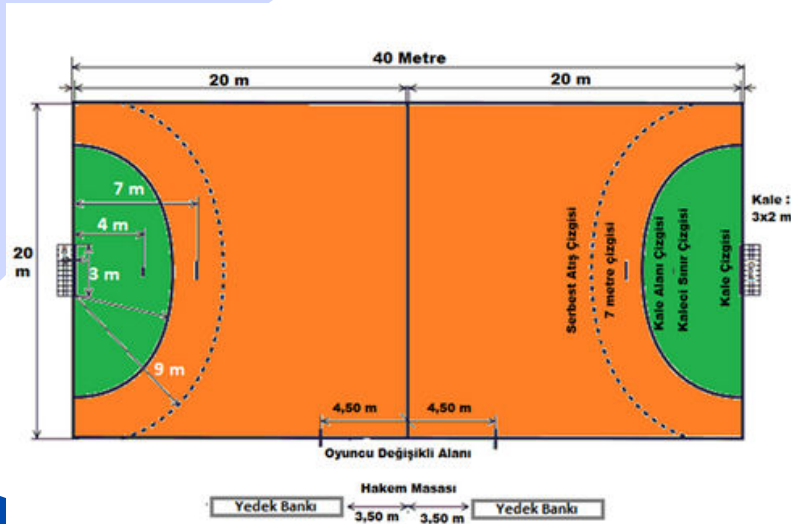 40 Metre
20 m
20 m
7 m
4 m
3 m
9 m
20
m
Kale :
3x2 m
Serbest Atış Çizgisi
7 metre çizgisi
Kale Alanı Çizgisi
Kaleci Sınır Çizgisi
Kale Çizgisi
4,50 m
4,50 m
Oyuncu Değişikli Alanı
Hakem Masası
Yedek Bankı
3,50 m
3,50 m
Yedek Bankı